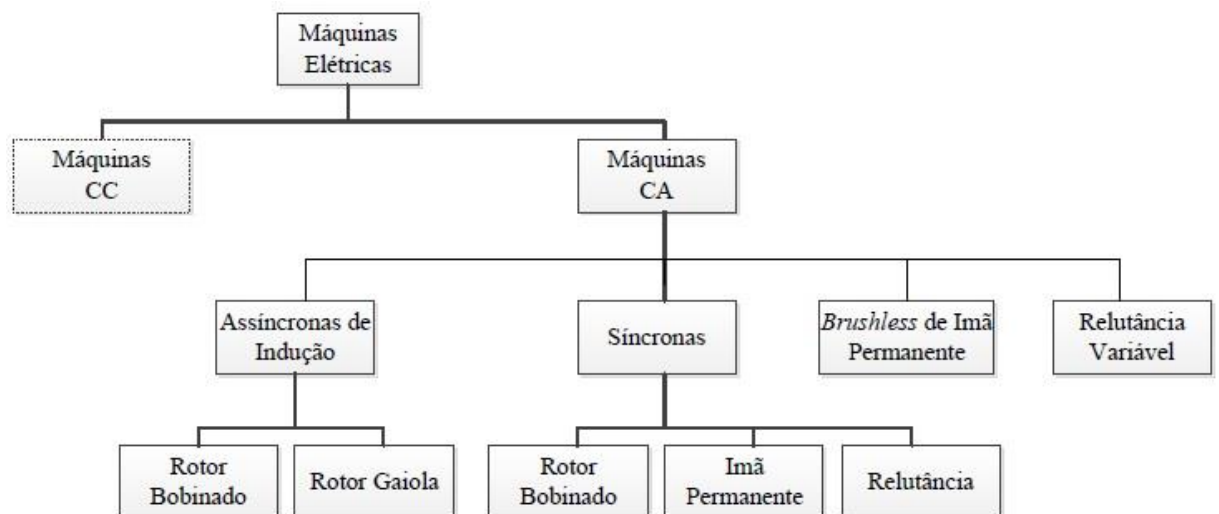 Máquinas
Elétricas
Máquinas
CC
Máquinas
CA
Assíncronas de
Indução
Síncronas
Brushless de Imã
Permanente
Relutância
Variável
Rotor
Bobinado
Rotor Gaiola
Rotor
Bobinado
Imã
Permanente
Relutância